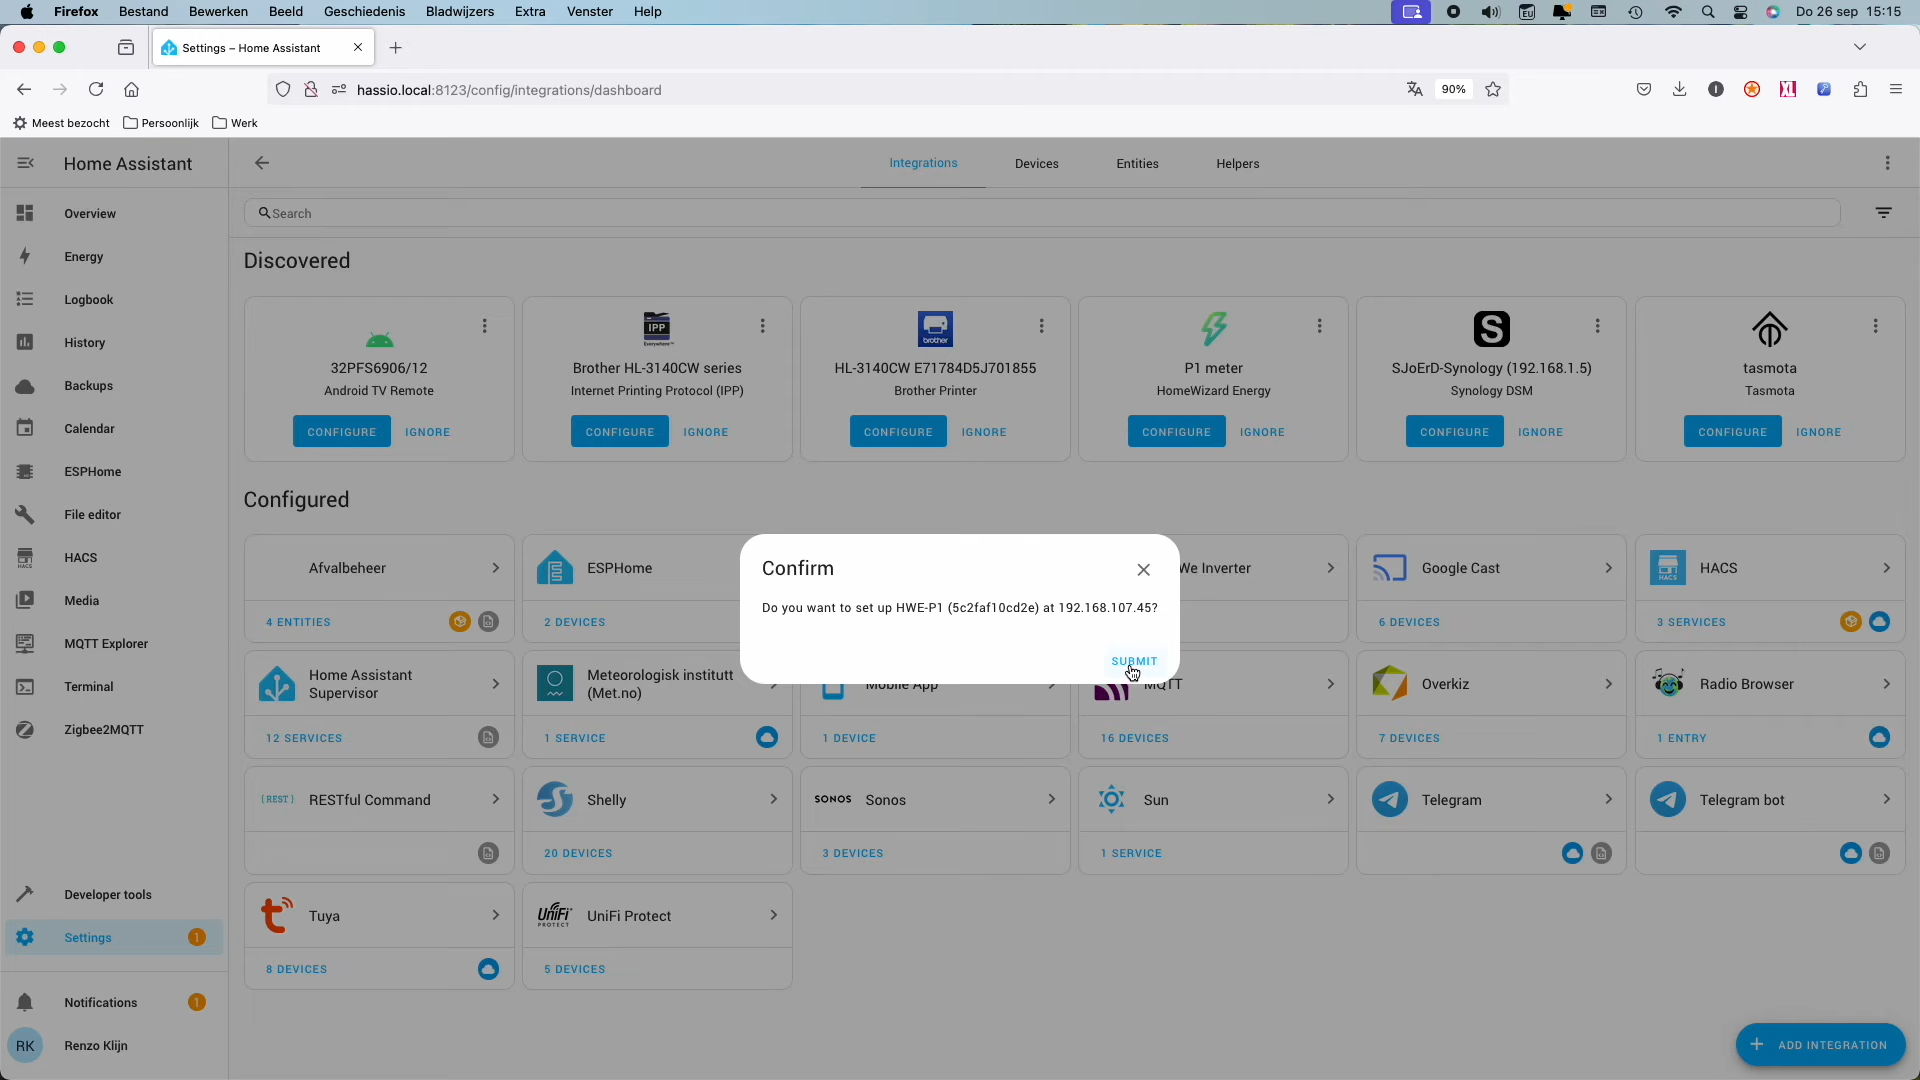 Firefox Bestand Bewerken Beeld Geschiedenis Bladwijzers Extra Venster Help
EU
Do 26 sep 15:15
Settings – Home Assistant
hassio.local:8123/config/integrations/dashboard
90%
Meest bezocht Persoonlijk Werk
Home Assistant
Integrations Devices Entities Helpers
Overview
Energy
Logbook
History
Backups
Calendar
ESPHome
File editor
HACS
Media
MQTT Explorer
Terminal
Zigbee2MQTT
Developer tools
Settings 1
Notifications 1
RK Renzo Klijn
Search
Discovered
32PFS6906/12
Android TV Remote
CONFIGURE IGNORE
IPP
Everywhere
Brother HL-3140CW series
Internet Printing Protocol (IPP)
CONFIGURE IGNORE
brother
HL-3140CW E71784D5J701855
Brother Printer
CONFIGURE IGNORE
P1 meter
HomeWizard Energy
CONFIGURE IGNORE
S
SJoErD-Synology (192.168.1.5)
Synology DSM
CONFIGURE IGNORE
tasmota
Tasmota
CONFIGURE IGNORE
Configured
Afvalbeheer
4 ENTITIES
ESPHome
2 DEVICES
We Inverter
Google Cast
6 DEVICES
HACS
HACS
3 SERVICES
Confirm
Do you want to set up HWE-P1 (5c2faf10cd2e) at 192.168.107.45?
SUBMIT
Home Assistant
Supervisor
12 SERVICES
Meteorologisk institutt
(Met.no)
1 SERVICE
Mobile App
1 DEVICE
MQTT
16 DEVICES
Overkiz
7 DEVICES
Radio Browser
1 ENTRY
{REST} RESTful Command
Shelly
20 DEVICES
SONOS Sonos
3 DEVICES
Sun
1 SERVICE
Telegram
Telegram bot
Tuya
8 DEVICES
UniFi
PROTECT
UniFi Protect
5 DEVICES
ADD INTEGRATION